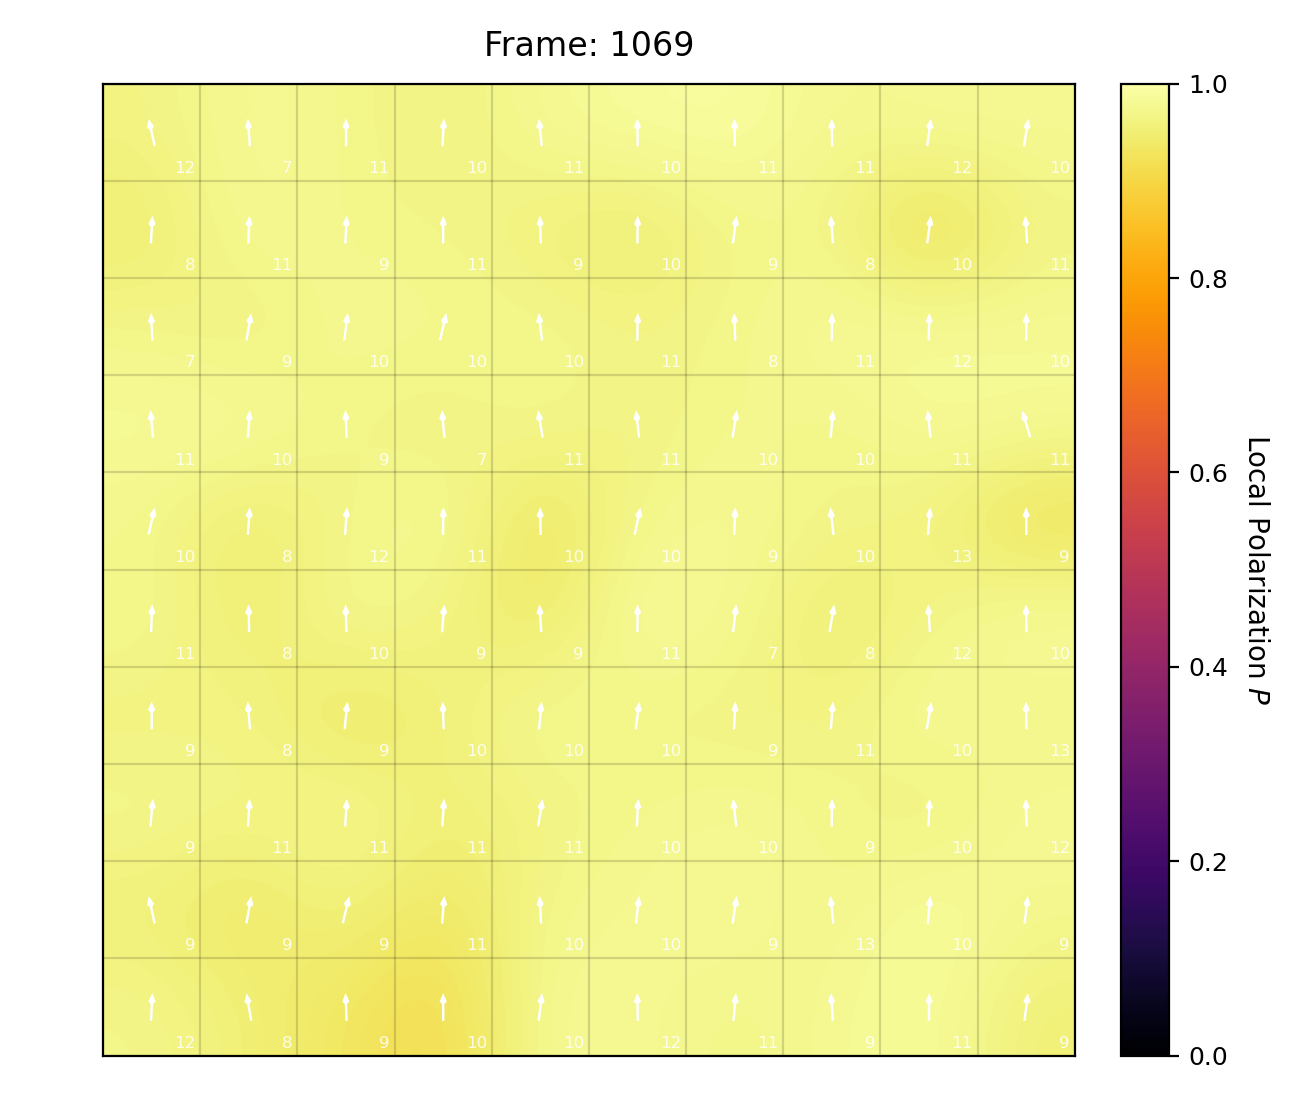 Frame: 1069
12 7 11 10 11 10 11 11 12 10
8 11 9 11 9 10 9 8 10 11
7 9 10 10 10 11 8 11 12 10
11 10 9 7 11 11 10 10 11 11
10 8 12 11 10 10 9 10 13 9
11 8 10 9 9 11 7 8 12 10
9 8 9 10 10 10 9 11 10 13
9 11 11 11 11 10 10 9 10 12
9 9 9 11 10 10 9 13 10 9
12 8 9 10 10 12 11 9 11 9
1.0
0.8
0.6
0.4
0.2
0.0
Local Polarization P